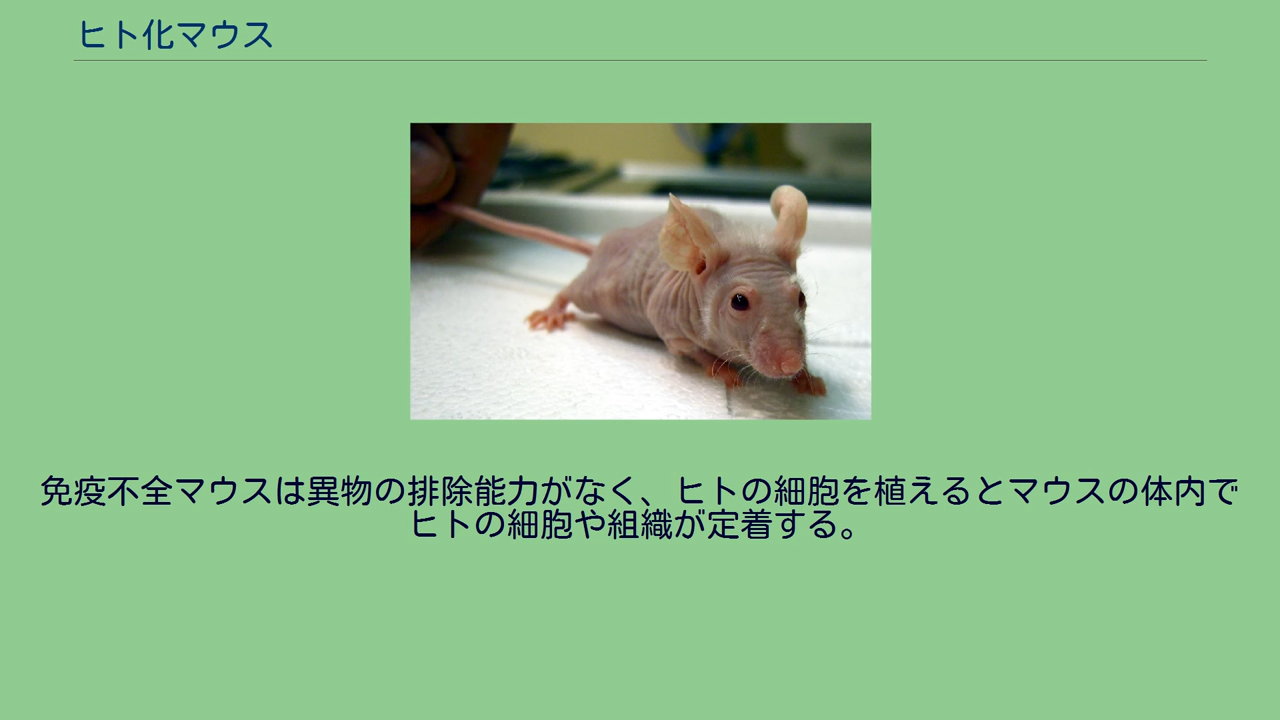 ヒト化マウス
免疫不全マウスは異物の排除能力がなく、ヒトの細胞を植えるとマウスの体内で
ヒトの細胞や組織が定着する。